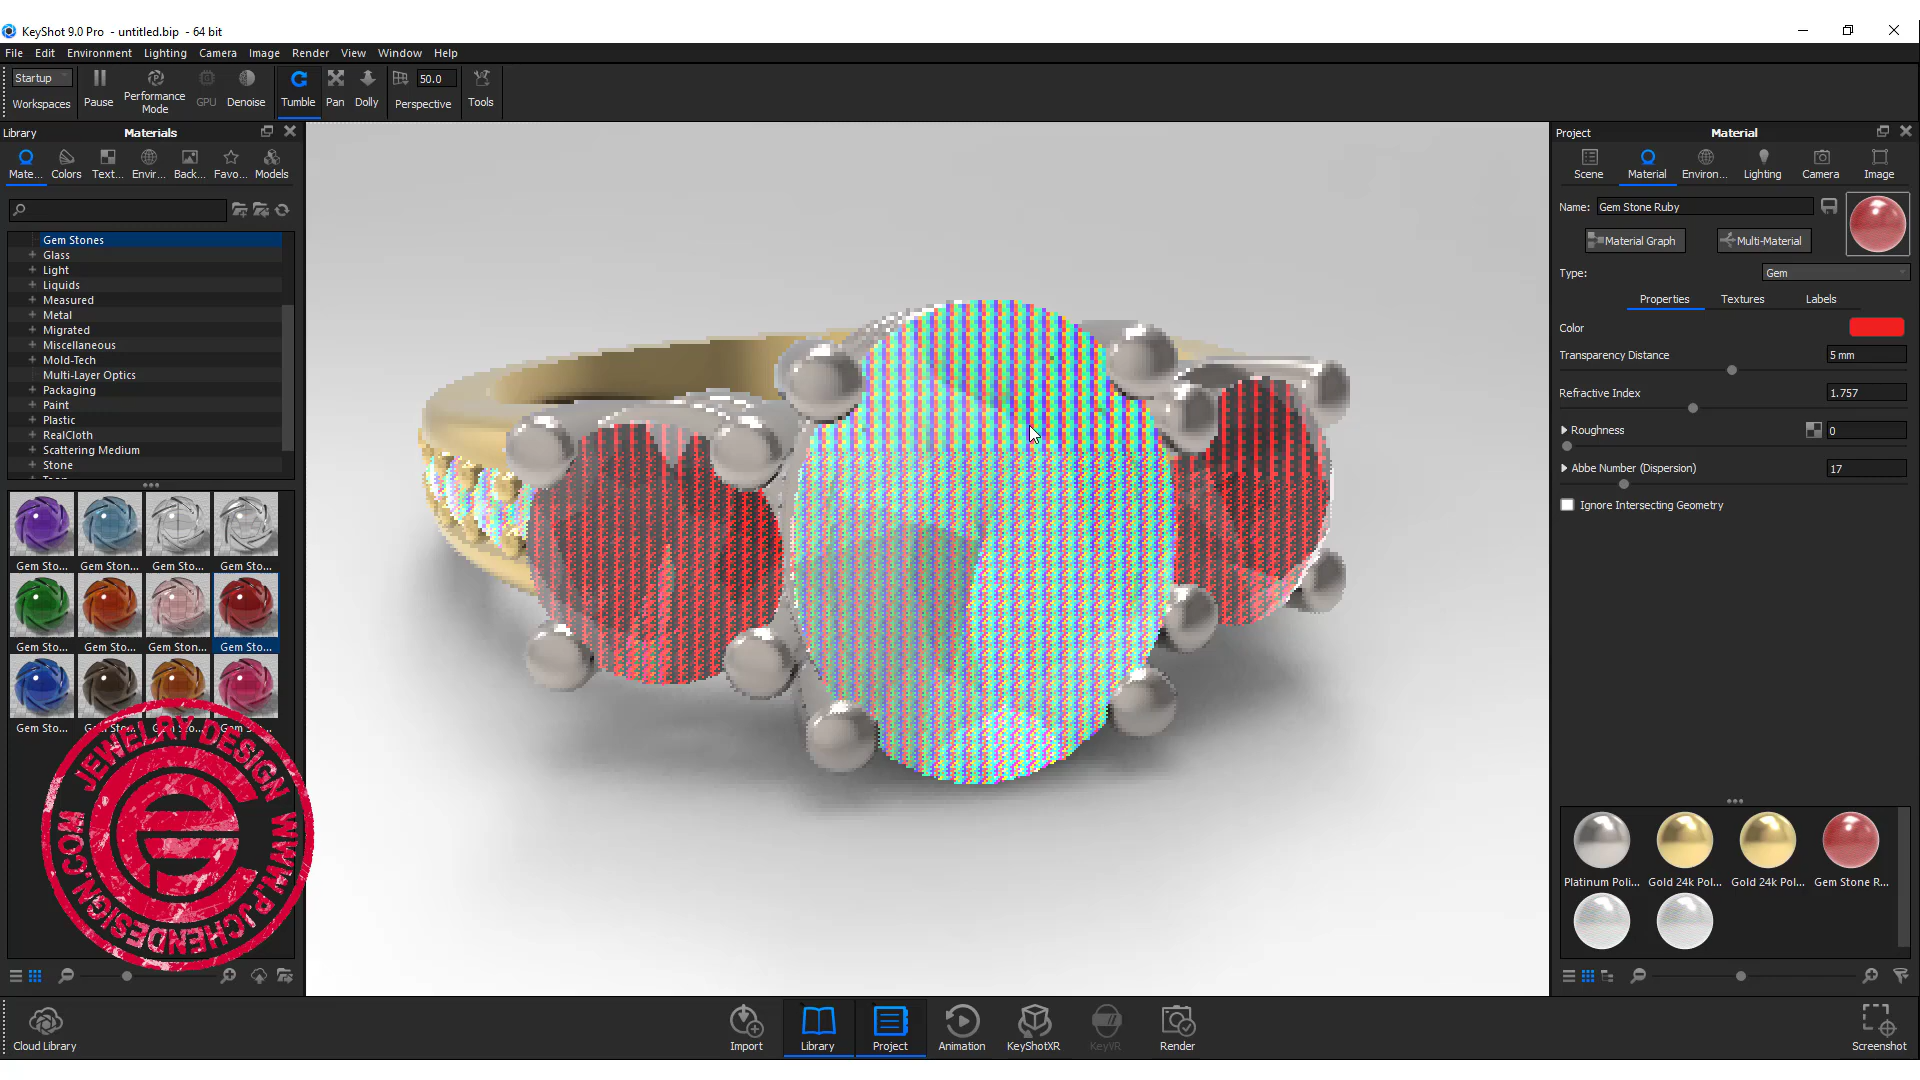 KeyShot 9.0 Pro - untitled.bip - 64 bit
File Edit Environment Lighting Camera Image Render View Window Help
Startup
50.0
Workspaces Pause Performance Mode GPU Denoise Tumble Pan Dolly Perspective Tools
Library Materials
Mate... Colors Text... Envir... Back... Favo... Models
Gem Stones
Glass
Light
Liquids
Measured
Metal
Migrated
Miscellaneous
Mold-Tech
Multi-Layer Optics
Packaging
Paint
Plastic
RealCloth
Scattering Medium
Stone
Gem Sto... Gem Ston... Gem Sto... Gem Sto...
Gem Sto... Gem Sto... Gem Ston... Gem Sto...
Gem Sto...
JEWELRY DESIGN WWW.PJCHENDESIGN.COM
Project Material
Scene Material Environ... Lighting Camera Image
Name: Gem Stone Ruby
Material Graph Multi-Material
Type: Gem
Properties Textures Labels
Color
Transparency Distance 5 mm
Refractive Index 1.757
Roughness 0
Abbe Number (Dispersion) 17
Ignore Intersecting Geometry
Platinum Poli... Gold 24k Pol... Gold 24k Pol... Gem Stone R...
Cloud Library Import Library Project Animation KeyShotXR KeyVR Render Screenshot